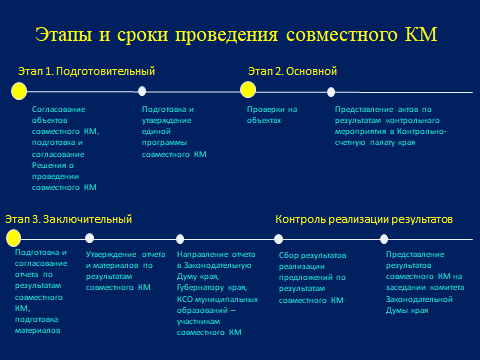 Этапы и сроки проведения совместного КМ
Этап 1. Подготовительный
Этап 2. Основной
Согласование
объектов
совместного КМ,
подготовка и
согласование
Решения о
проведении
совместного КМ
Подготовка и
утверждение
единой
программы
совместного КМ
Проверки на
объектах
Представление актов по
результатам контрольного
мероприятия в Контрольно-
счетную палату края
Этап 3. Заключительный
Контроль реализации результатов
Подготовка и
согласование
отчета по
результатам
совместного
КМ,
подготовка
материалов
Утверждение отчета
и материалов по
результатам
совместного КМ
Направление отчета
в Законодательную
Думу края,
Губернатору края,
КСО муниципальных
образований –
участникам
совместного КМ
Сбор результатов
реализации
предложений по
результатам
совместного КМ
Представление
результатов
совместного КМ на
заседании комитета
Законодательной
Думы края